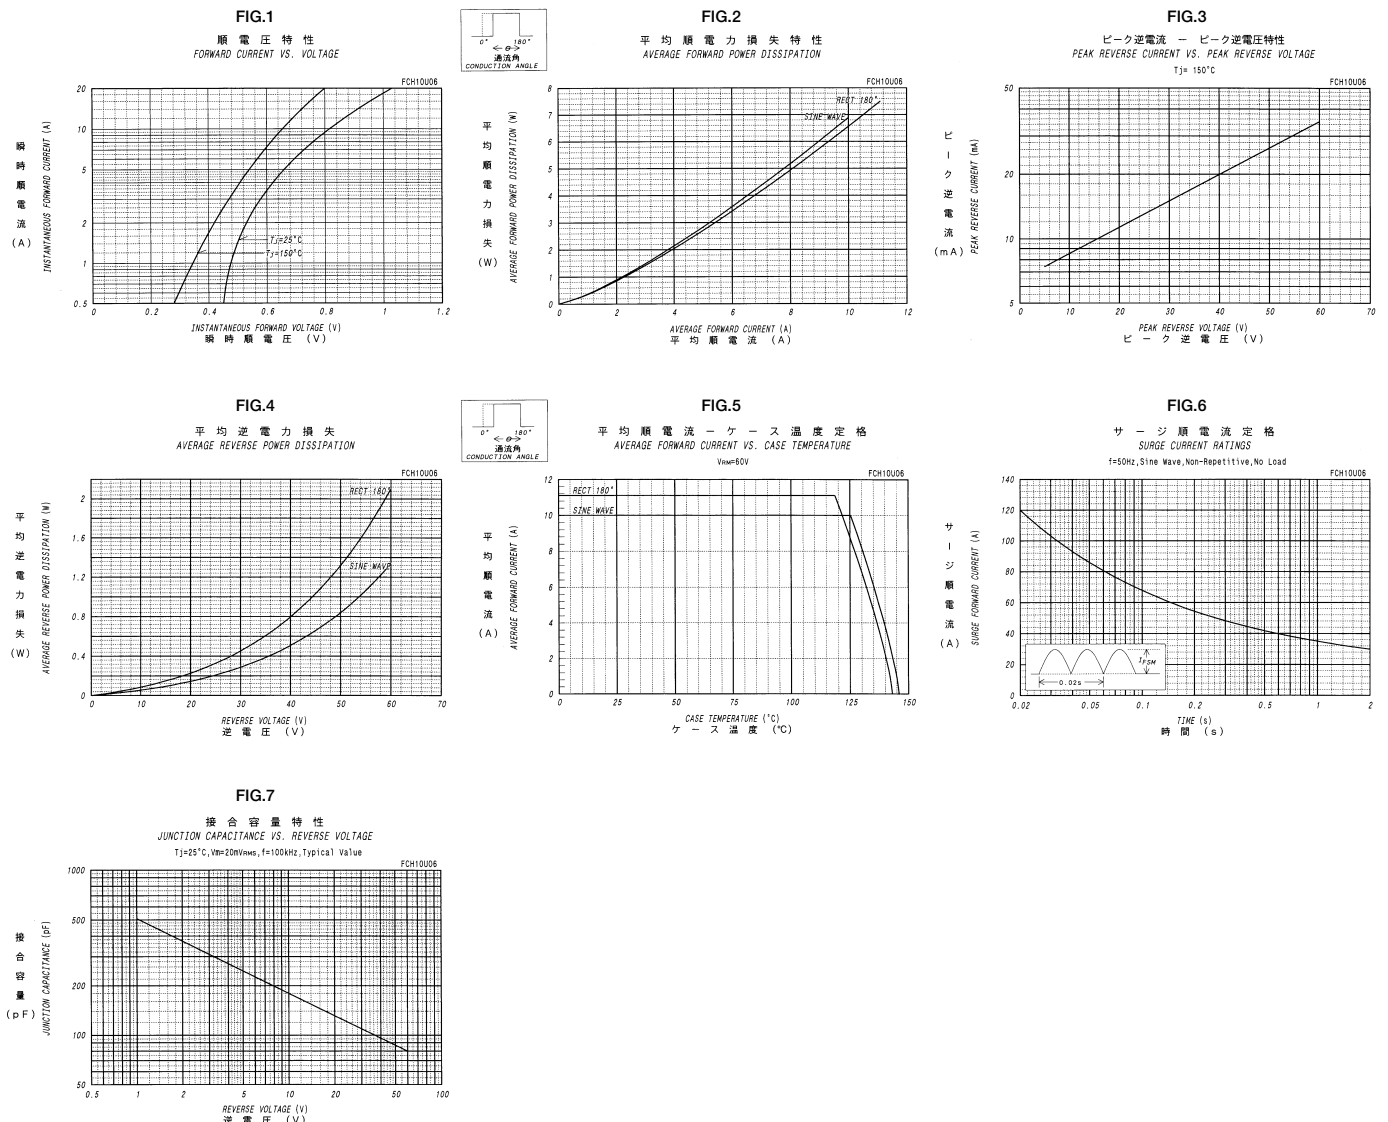 FIG.1
順 電 圧 特 性
FORWARD CURRENT VS. VOLTAGE
FCH10U06
20
10
5
2
1
0.5
瞬時順電流 (A)
INSTANTANEOUS FORWARD CURRENT (A)
Tj=25°C
Tj=150°C
0 0.2 0.4 0.6 0.8 1 1.2
INSTANTANEOUS FORWARD VOLTAGE (V)
瞬 時 順 電 圧 (V)
0° 180°
θ
通流角
CONDUCTION ANGLE
FIG.2
平 均 順 電 力 損 失 特 性
AVERAGE FORWARD POWER DISSIPATION
FCH10U06
8
7
6
5
4
3
2
1
0
平均順電力損失 (W)
AVERAGE FORWARD POWER DISSIPATION (W)
RECT 180°
SINE WAVE
0 2 4 6 8 10 12
AVERAGE FORWARD CURRENT (A)
平 均 順 電 流 (A)
FIG.3
ピーク逆電流 － ピーク逆電圧特性
PEAK REVERSE CURRENT VS. PEAK REVERSE VOLTAGE
Tj= 150°C
FCH10U06
50
20
10
5
ピーク逆電流 (mA)
PEAK REVERSE CURRENT (mA)
0 10 20 30 40 50 60 70
PEAK REVERSE VOLTAGE (V)
ピ ー ク 逆 電 圧 (V)
FIG.4
平 均 逆 電 力 損 失
AVERAGE REVERSE POWER DISSIPATION
FCH10U06
2
1.6
1.2
0.8
0.4
0
平均逆電力損失 (W)
AVERAGE REVERSE POWER DISSIPATION (W)
RECT 180°
SINE WAVE
0 10 20 30 40 50 60 70
REVERSE VOLTAGE (V)
逆 電 圧 (V)
0° 180°
θ
通流角
CONDUCTION ANGLE
FIG.5
平 均 順 電 流 － ケ ー ス 温 度 定 格
AVERAGE FORWARD CURRENT VS. CASE TEMPERATURE
VRM=60V
FCH10U06
12
10
8
6
4
2
0
平均順電流 (A)
AVERAGE FORWARD CURRENT (A)
RECT 180°
SINE WAVE
0 25 50 75 100 125 150
CASE TEMPERATURE (°C)
ケ ー ス 温 度 (℃)
FIG.6
サ ー ジ 順 電 流 定 格
SURGE CURRENT RATINGS
f=50Hz,Sine Wave,Non-Repetitive,No Load
FCH10U06
140
120
100
80
60
40
20
0
サージ順電流 (A)
SURGE FORWARD CURRENT (A)
IFSM
0.02s
0.02 0.05 0.1 0.2 0.5 1 2
TIME (s)
時 間 (s)
FIG.7
接 合 容 量 特 性
JUNCTION CAPACITANCE VS. REVERSE VOLTAGE
Tj=25°C,Vm=20mVRMS,f=100kHz,Typical Value
FCH10U06
1000
500
200
100
50
接合容量 (pF)
JUNCTION CAPACITANCE (pF)
0.5 1 2 5 10 20 50 100
REVERSE VOLTAGE (V)
逆 電 圧 (V)